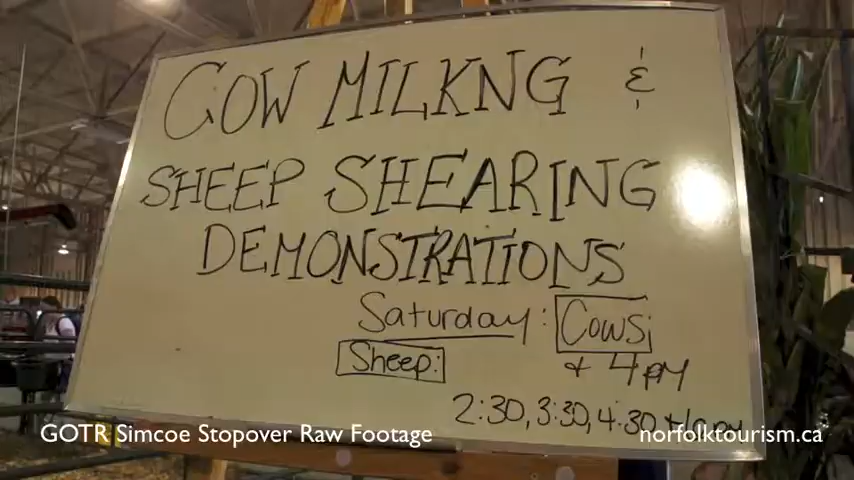 COW MILKNG &
SHEEP SHEARING
DEMONSTRATIONS
Saturday: Cows;
Sheep: & 4pm
2:30, 3:30, 4:30 +
GOTR Simcoe Stopover Raw Footage
norfolktourism.ca